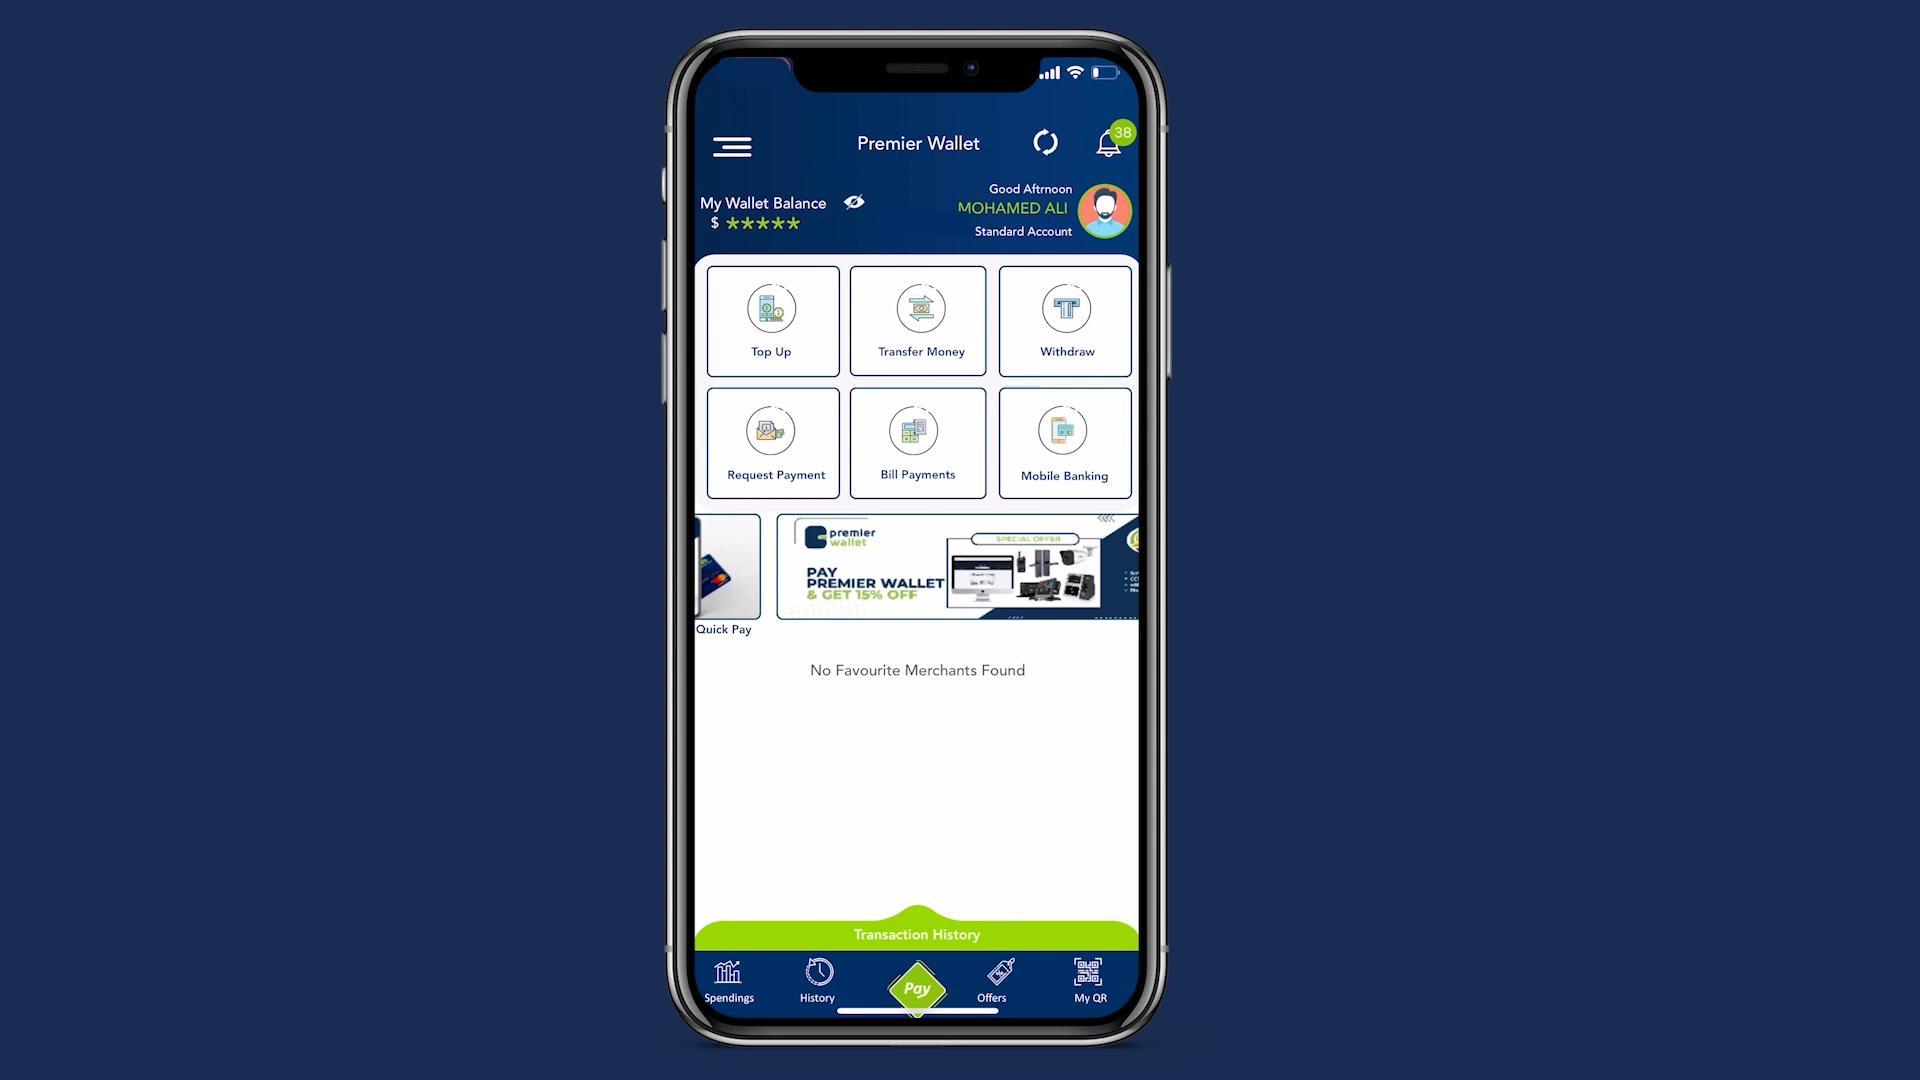 Premier Wallet
38
My Wallet Balance
$ *****
Good Aftrnoon
MOHAMED ALI
Standard Account
Top Up
Transfer Money
Withdraw
Request Payment
Bill Payments
Mobile Banking
premier
wallet
SPECIAL OFFER
PAY
PREMIER WALLET
& GET 15% OFF
Quick Pay
No Favourite Merchants Found
Transaction History
Spendings
History
Pay
Offers
My QR